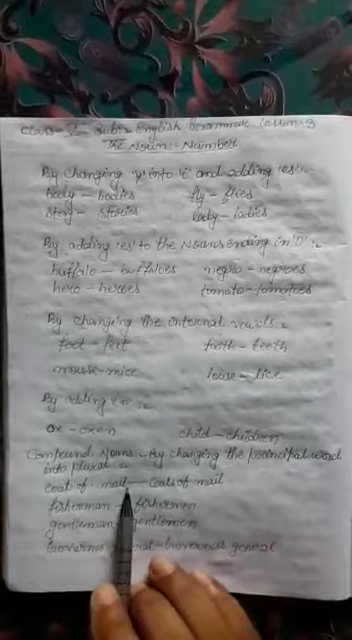 Class- V Sub:- English Grammar Lesson-3
The Noun:- Number
By changing 'y' into 'i' and adding 'es':-
body - bodies fly - flies
story - stories lady - ladies
By adding 'es' to the Nouns ending in 'O' :-
buffalo - buffaloes negro - negroes
hero - heroes tomato - tomatoes
By changing the internal vowels :-
foot - feet tooth - teeth
mouse - mice louse - lice
By adding 'en' :-
ox - oxen child - children
Compound Nouns:- By changing the principal word
into plural :-
coat of mail - coats of mail
fisherman - fishermen
gentleman gentlemen
Governor - Governors general